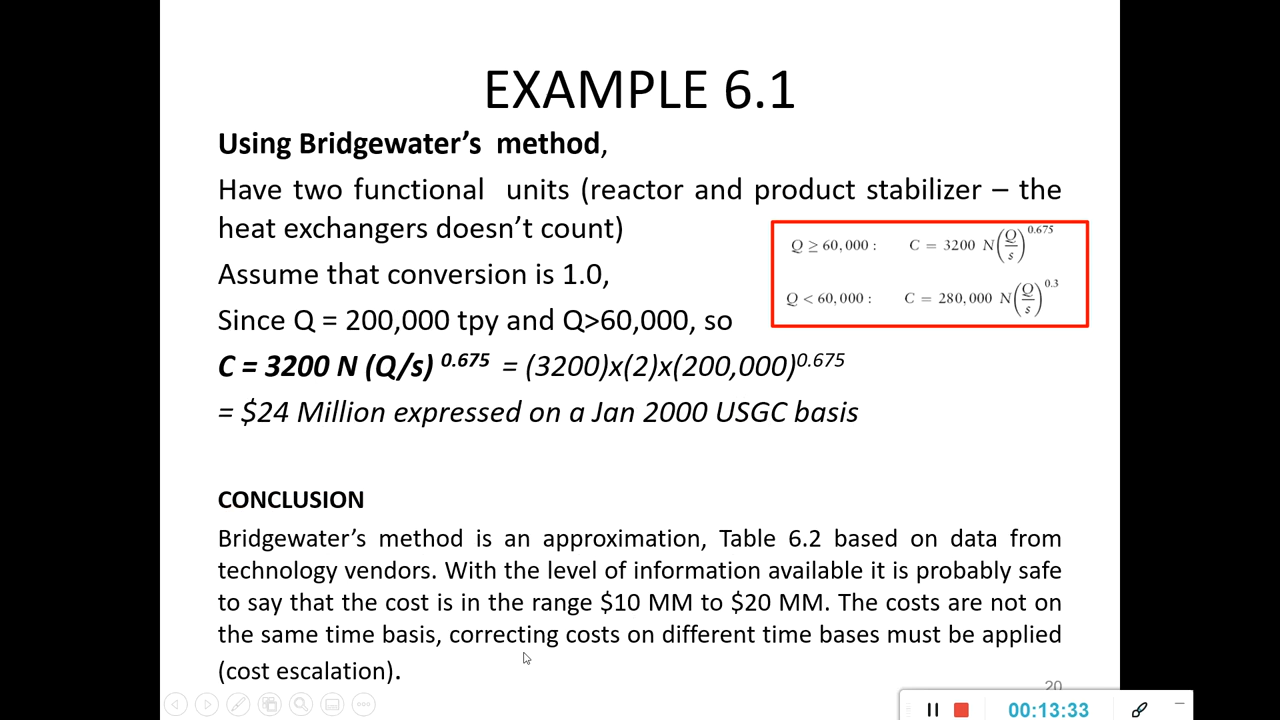 EXAMPLE 6.1
Using Bridgewater’s method,
Have two functional units (reactor and product stabilizer – the
heat exchangers doesn’t count)
Q ≥ 60,000 : C = 3200 N(Q/s)^0.675
Q < 60,000 : C = 280,000 N(Q/s)^0.3
Assume that conversion is 1.0,
Since Q = 200,000 tpy and Q>60,000, so
C = 3200 N (Q/s) 0.675 = (3200)x(2)x(200,000)0.675
= $24 Million expressed on a Jan 2000 USGC basis
CONCLUSION
Bridgewater’s method is an approximation, Table 6.2 based on data from
technology vendors. With the level of information available it is probably safe
to say that the cost is in the range $10 MM to $20 MM. The costs are not on
the same time basis, correcting costs on different time bases must be applied
(cost escalation).
20
00:13:33